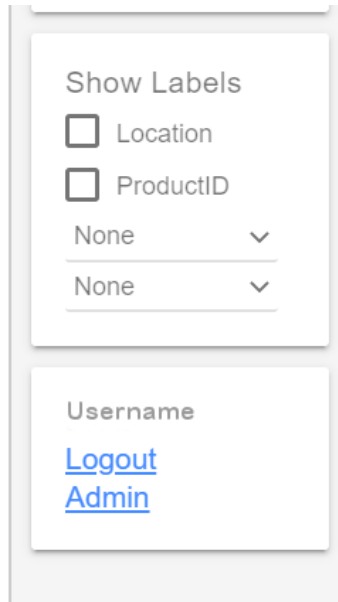 Show Labels
Location
ProductID
None
None
Username
Logout
Admin